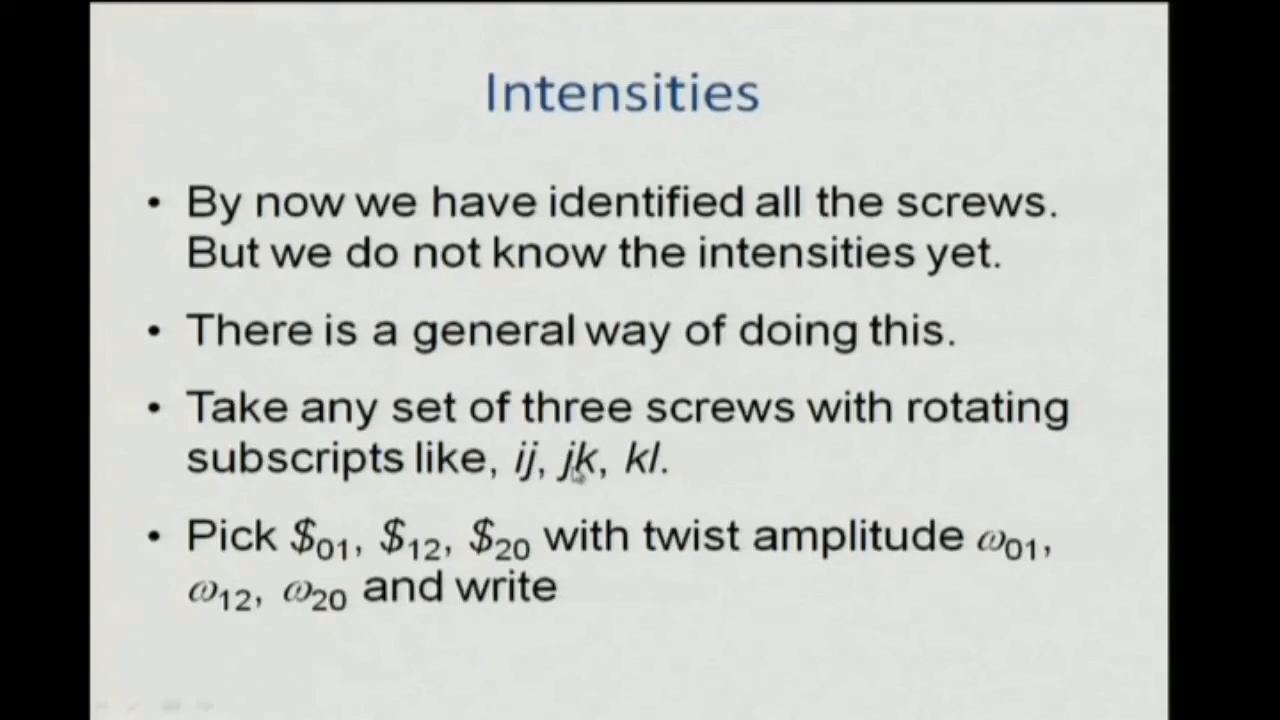 Intensities
• By now we have identified all the screws.
But we do not know the intensities yet.
• There is a general way of doing this.
• Take any set of three screws with rotating
subscripts like, ij, jk, kl.
• Pick $₀₁, $₁₂, $₂₀ with twist amplitude ω₀₁,
ω₁₂, ω₂₀ and write